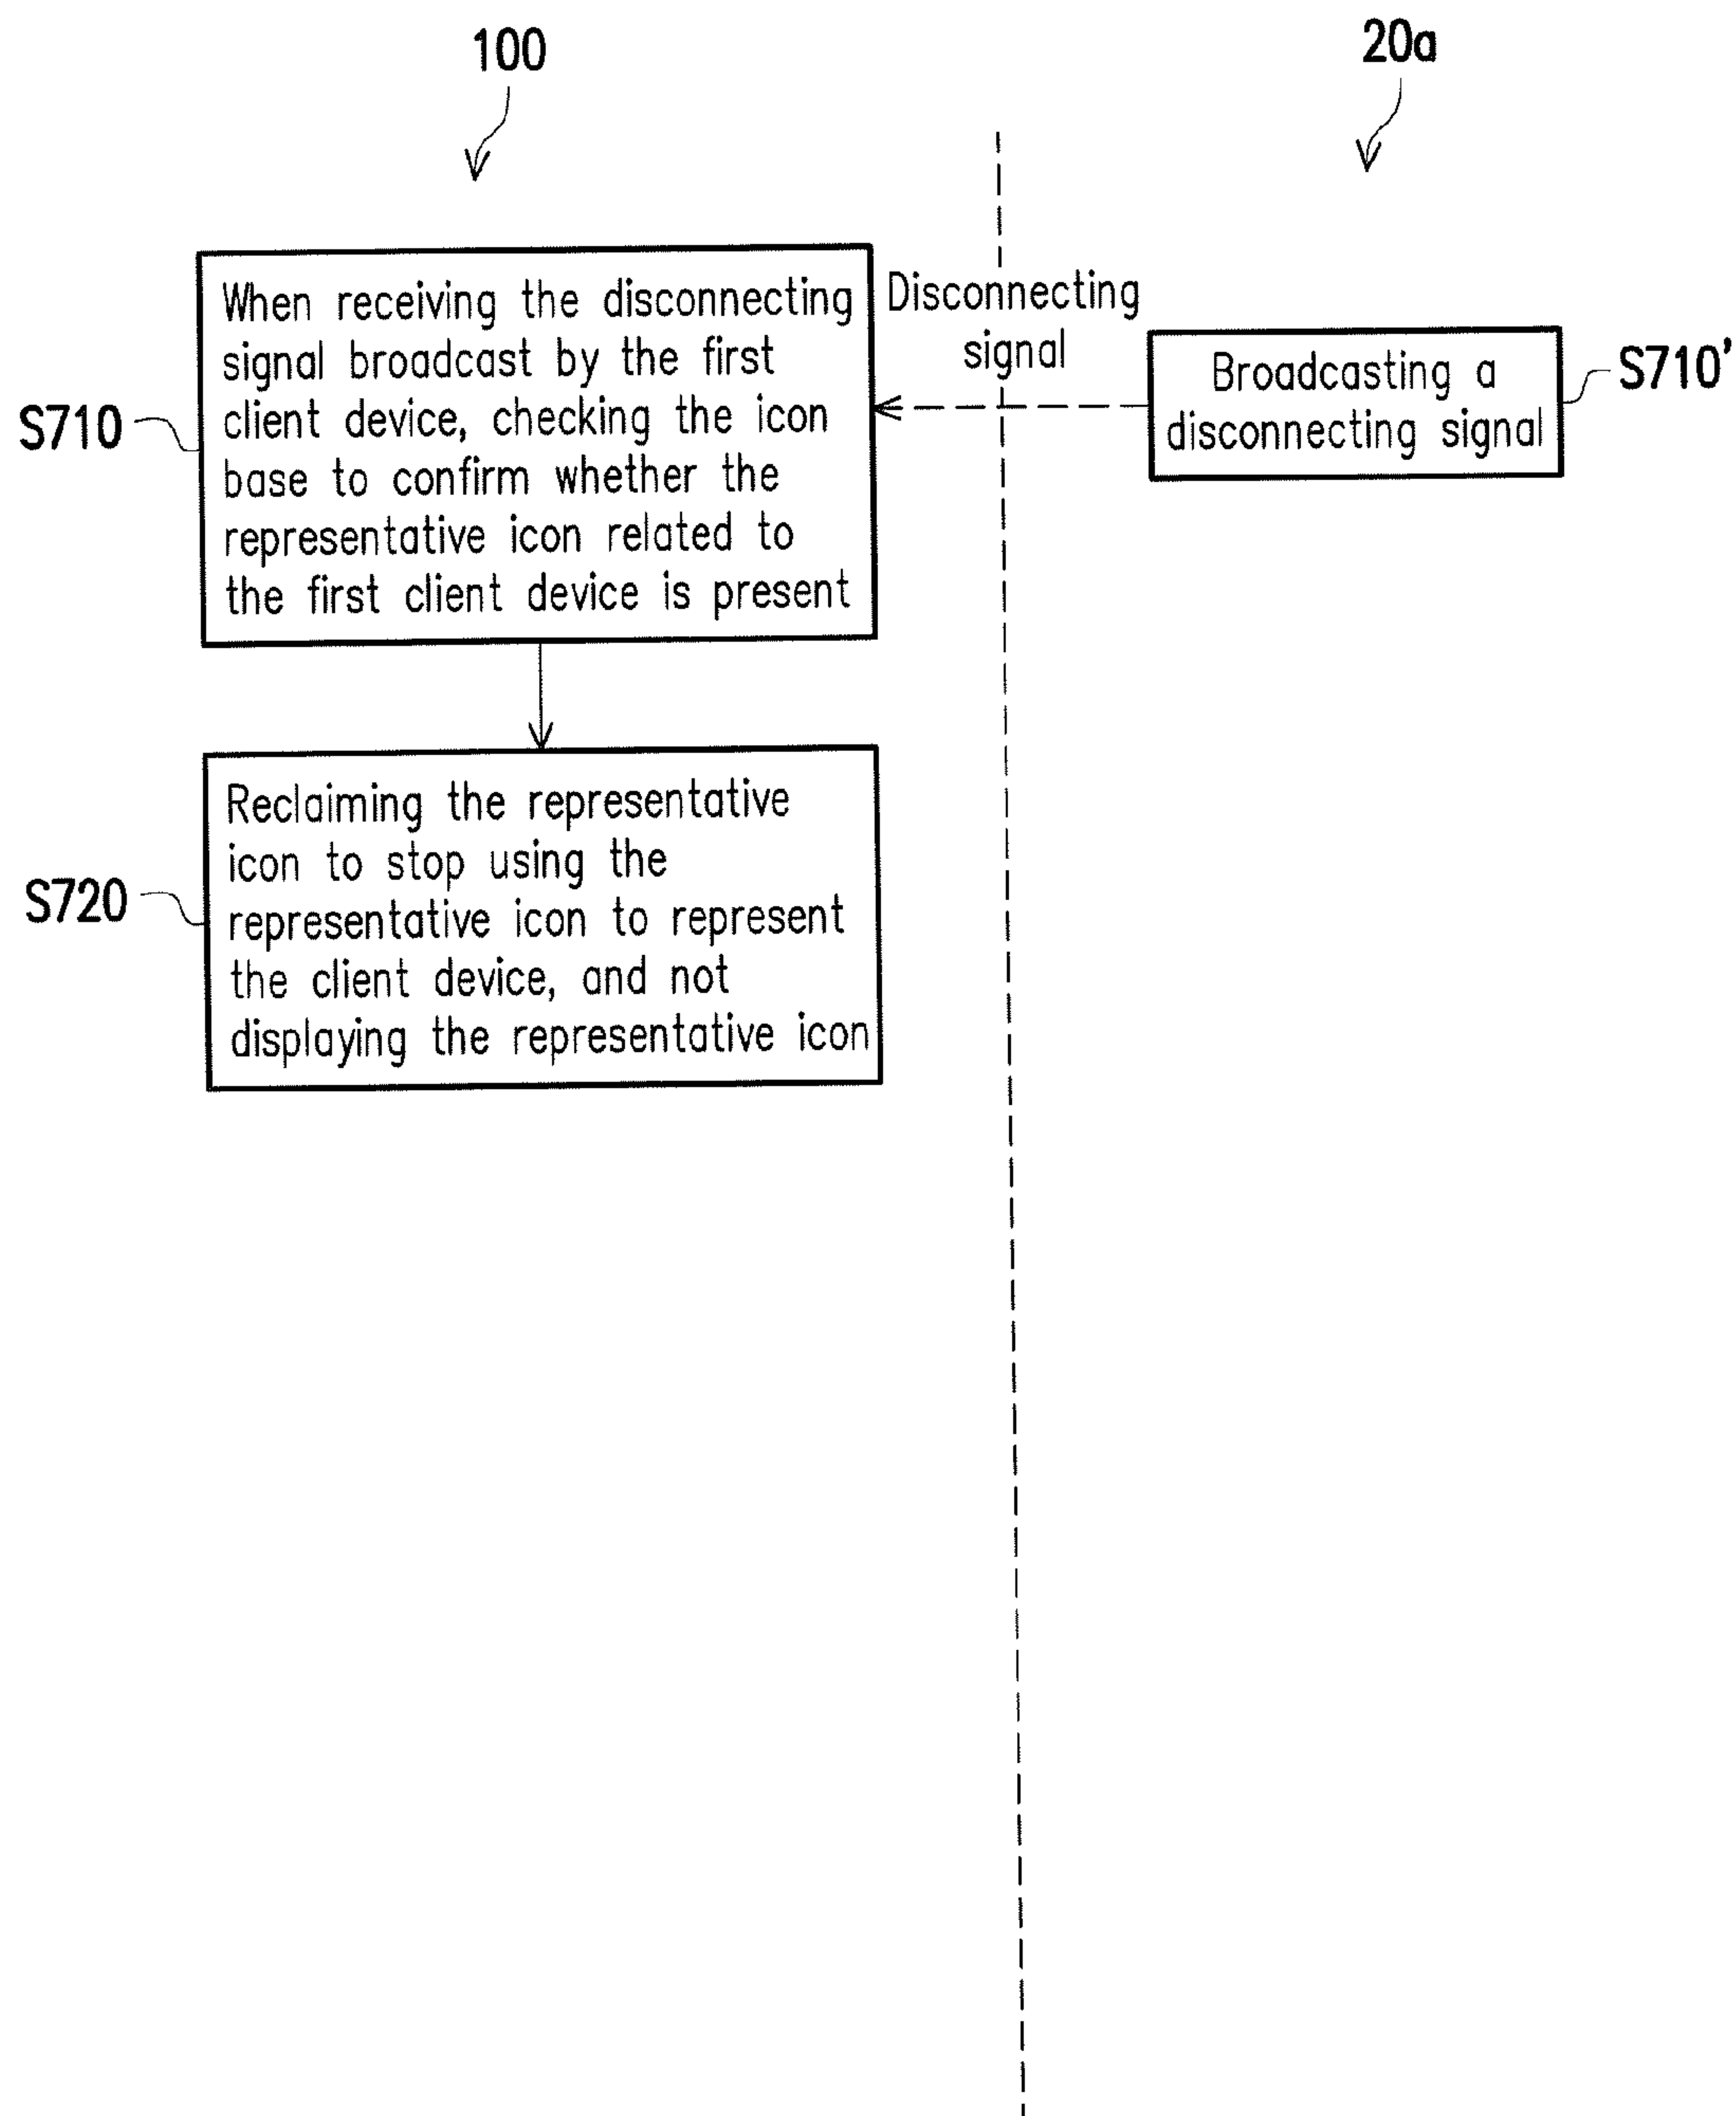 100
20a
When receiving the disconnecting
signal broadcast by the first
client device, checking the icon
base to confirm whether the
representative icon related to
the first client device is present
S710
Disconnecting
signal
Broadcasting a
disconnecting signal
S710'
Reclaiming the representative
icon to stop using the
representative icon to represent
the client device, and not
displaying the representative icon
S720